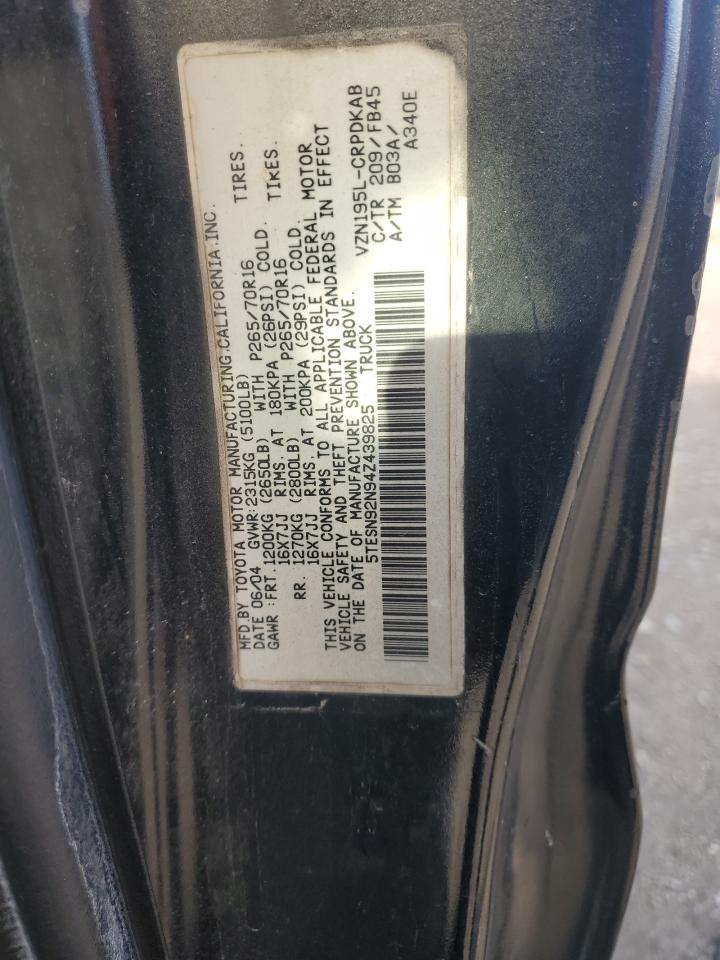 MFD.BY TOYOTA MOTOR MANUFACTURING.CALIFORNIA.INC.
DATE 06/04 GVWR:2315KG (5100LB)
GAWR :FRT.1200KG (2650LB) WITH P265/70R16 TIRES.
16X7JJ RIMS. AT 180KPA (26PSI) COLD.
RR. 1270KG (2800LB) WITH P265/70R16 TIRES.
16X7JJ RIMS. AT 200KPA (29PSI) COLD.
THIS VEHICLE CONFORMS TO ALL APPLICABLE FEDERAL MOTOR
VEHICLE SAFETY AND THEFT PREVENTION STANDARDS IN EFFECT
ON THE DATE OF MANUFACTURE SHOWN ABOVE.
5TESN92N94Z439825 TRUCK
VZN195L-CRPDKAB
C/TR 209/FB45
A/TM B03A/
A340E